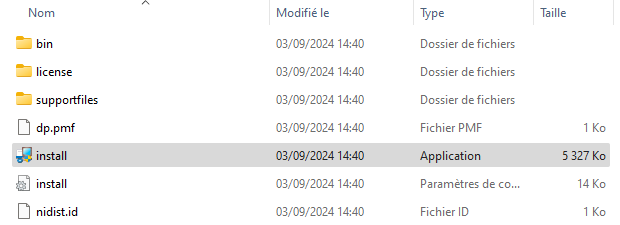 Nom Modifié le Type Taille
bin 03/09/2024 14:40 Dossier de fichiers
license 03/09/2024 14:40 Dossier de fichiers
supportfiles 03/09/2024 14:40 Dossier de fichiers
dp.pmf 03/09/2024 14:40 Fichier PMF 1 Ko
install 03/09/2024 14:40 Application 5 327 Ko
install 03/09/2024 14:40 Paramètres de co... 14 Ko
nidist.id 03/09/2024 14:40 Fichier ID 1 Ko